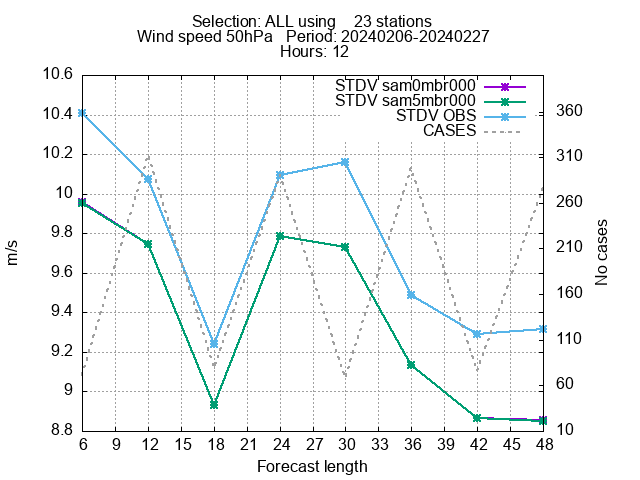 Selection: ALL using    23 stations
Wind speed 50hPa   Period: 20240206-20240227
Hours: 12
STDV sam0mbr000
STDV sam5mbr000
STDV OBS
CASES
10.6
10.4
10.2
10
9.8
9.6
9.4
9.2
9
8.8
m/s
360
310
260
210
160
110
60
10
No cases
6 9 12 15 18 21 24 27 30 33 36 39 42 45 48
Forecast length